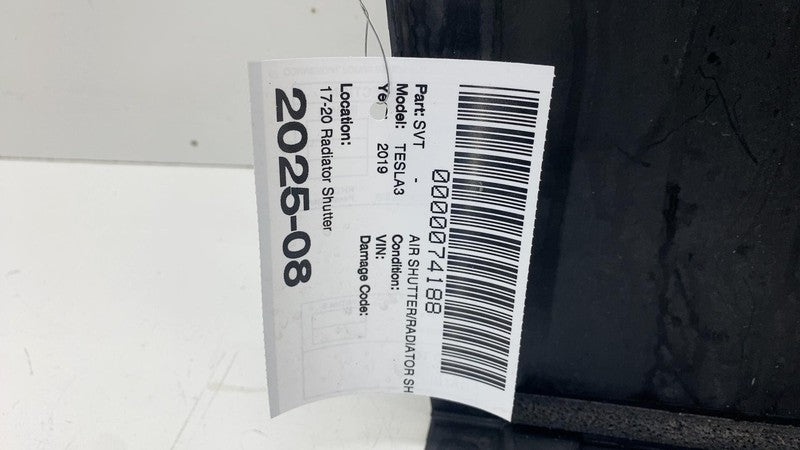 0000074188
Part: SVT - AIR SHUTTER/RADIATOR SH
Model: TESLA3 Condition:
2019 VIN:
Damage Code:
Location:
17-20 Radiator Shutter
2025-08